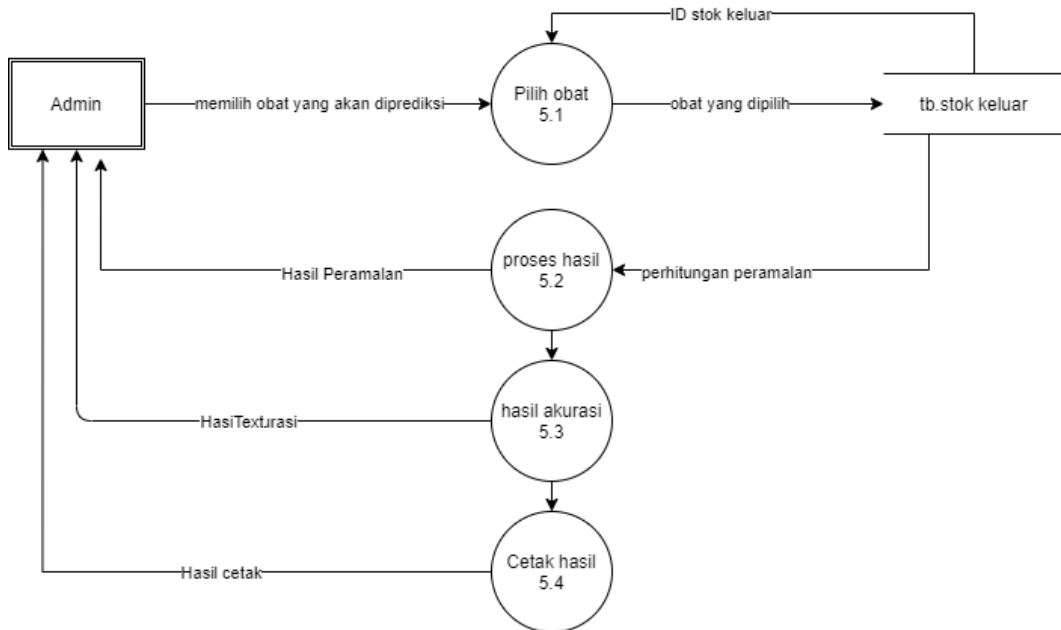 ID stok keluar
Admin
memilih obat yang akan diprediksi
Pilih obat
5.1
obat yang dipilih
tb.stok keluar
Hasil Peramalan
proses hasil
5.2
perhitungan peramalan
HasiTexturasi
hasil akurasi
5.3
Hasil cetak
Cetak hasil
5.4